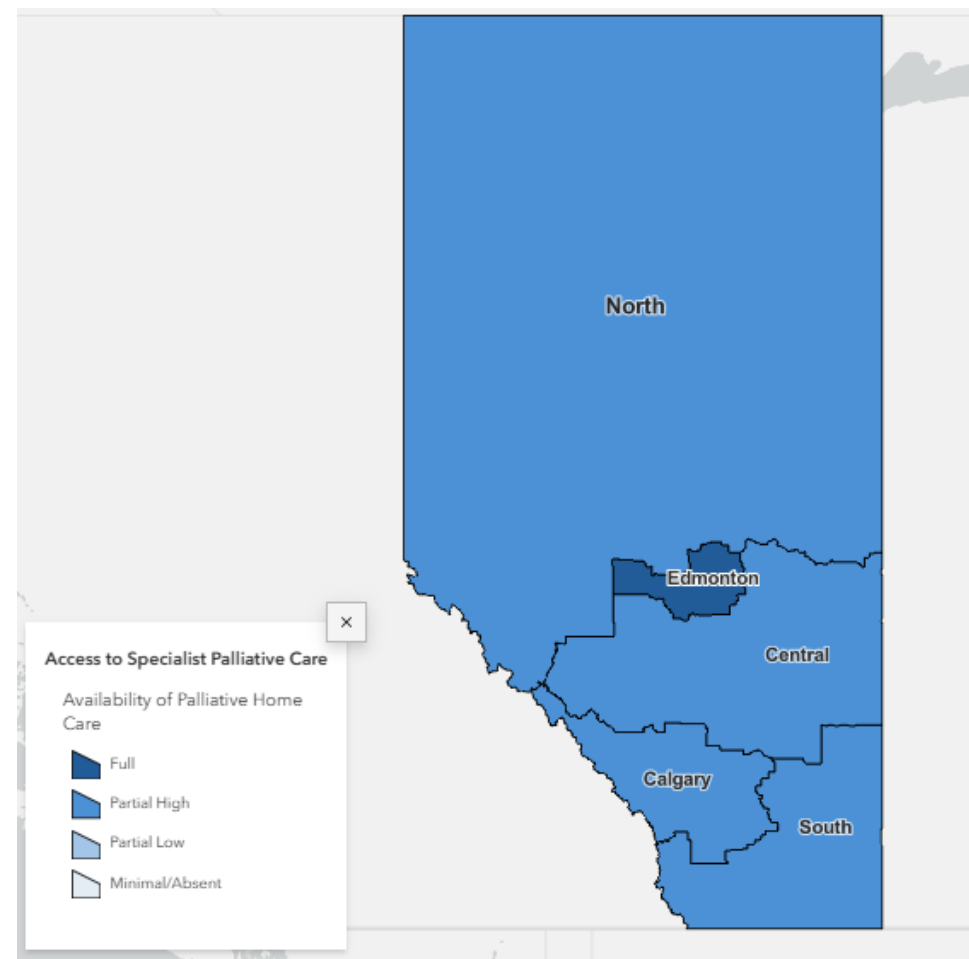 North
Edmonton
Central
Calgary
South
×
Access to Specialist Palliative Care
Availability of Palliative Home
Care
Full
Partial High
Partial Low
Minimal/Absent